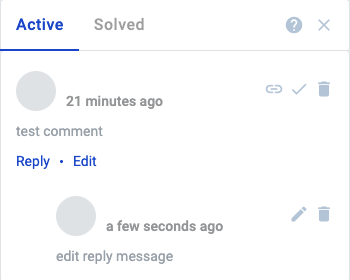 Active Solved ?
21 minutes ago
test comment
Reply • Edit
a few seconds ago
edit reply message